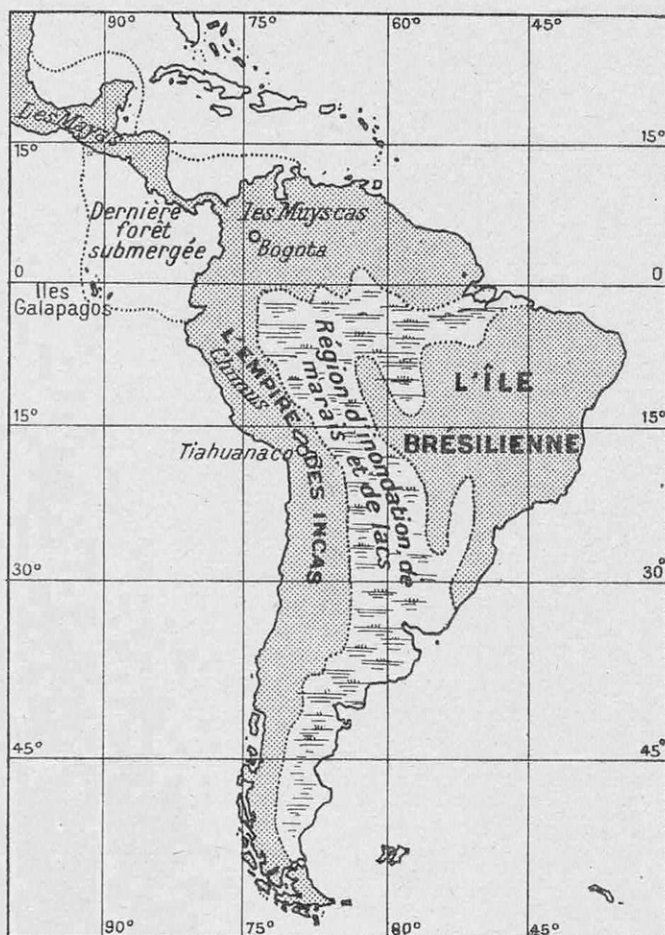 90° 75° 60° 45°
Les Mayas
15° 15°
Dernière
forêt
submergée
les Muyscas
Bogota
0 0
Iles
Galapagos
L'EMPIRE DES INCAS
Chimus
Région d'inondation, de
marais et de lacs
L'ÎLE
BRÉSILIENNE
15° 15°
Tiahuanaco
30° 30°
45° 45°
90° 75° 60° 45°